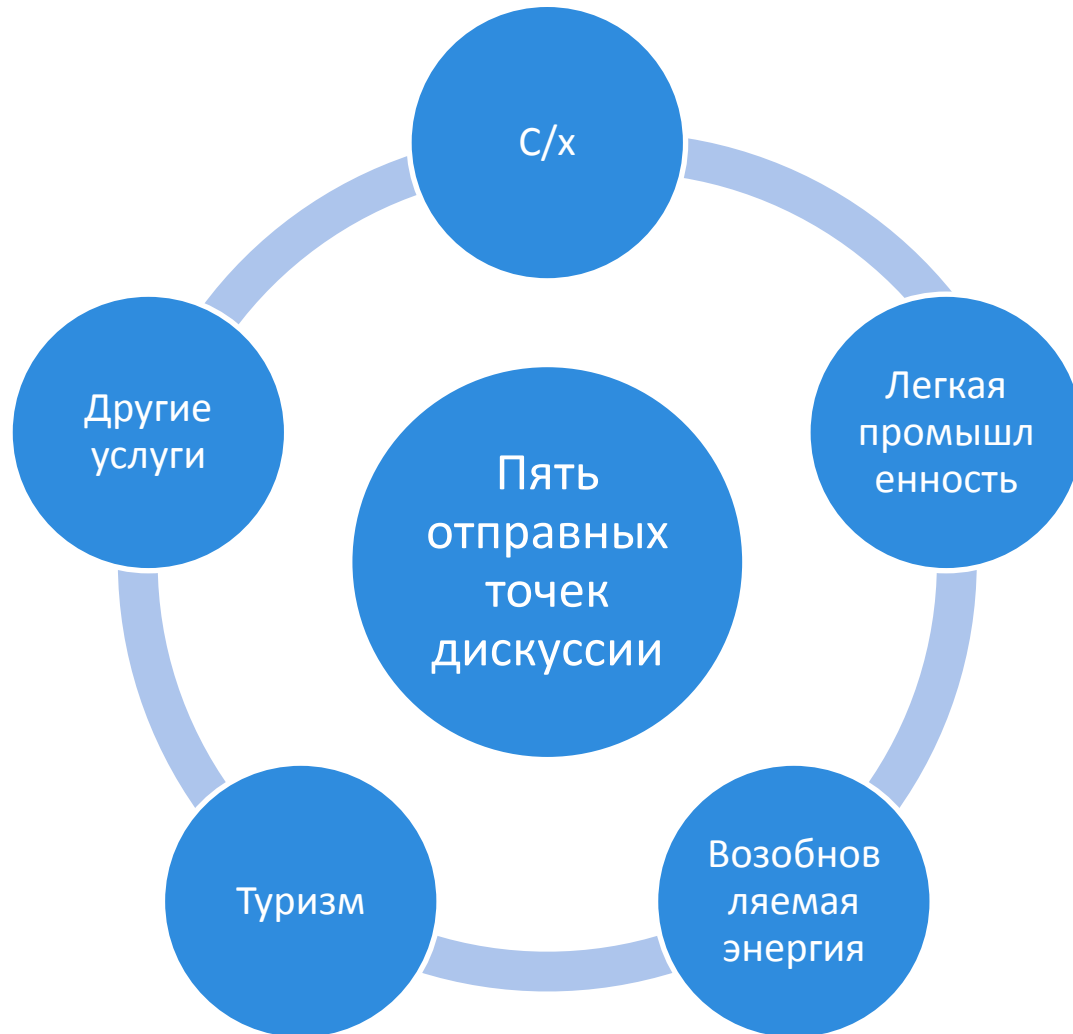 С/х
Легкая
промышл
енность
Возобнов
ляемая
энергия
Туризм
Другие
услуги
Пять
отправных
точек
дискуссии